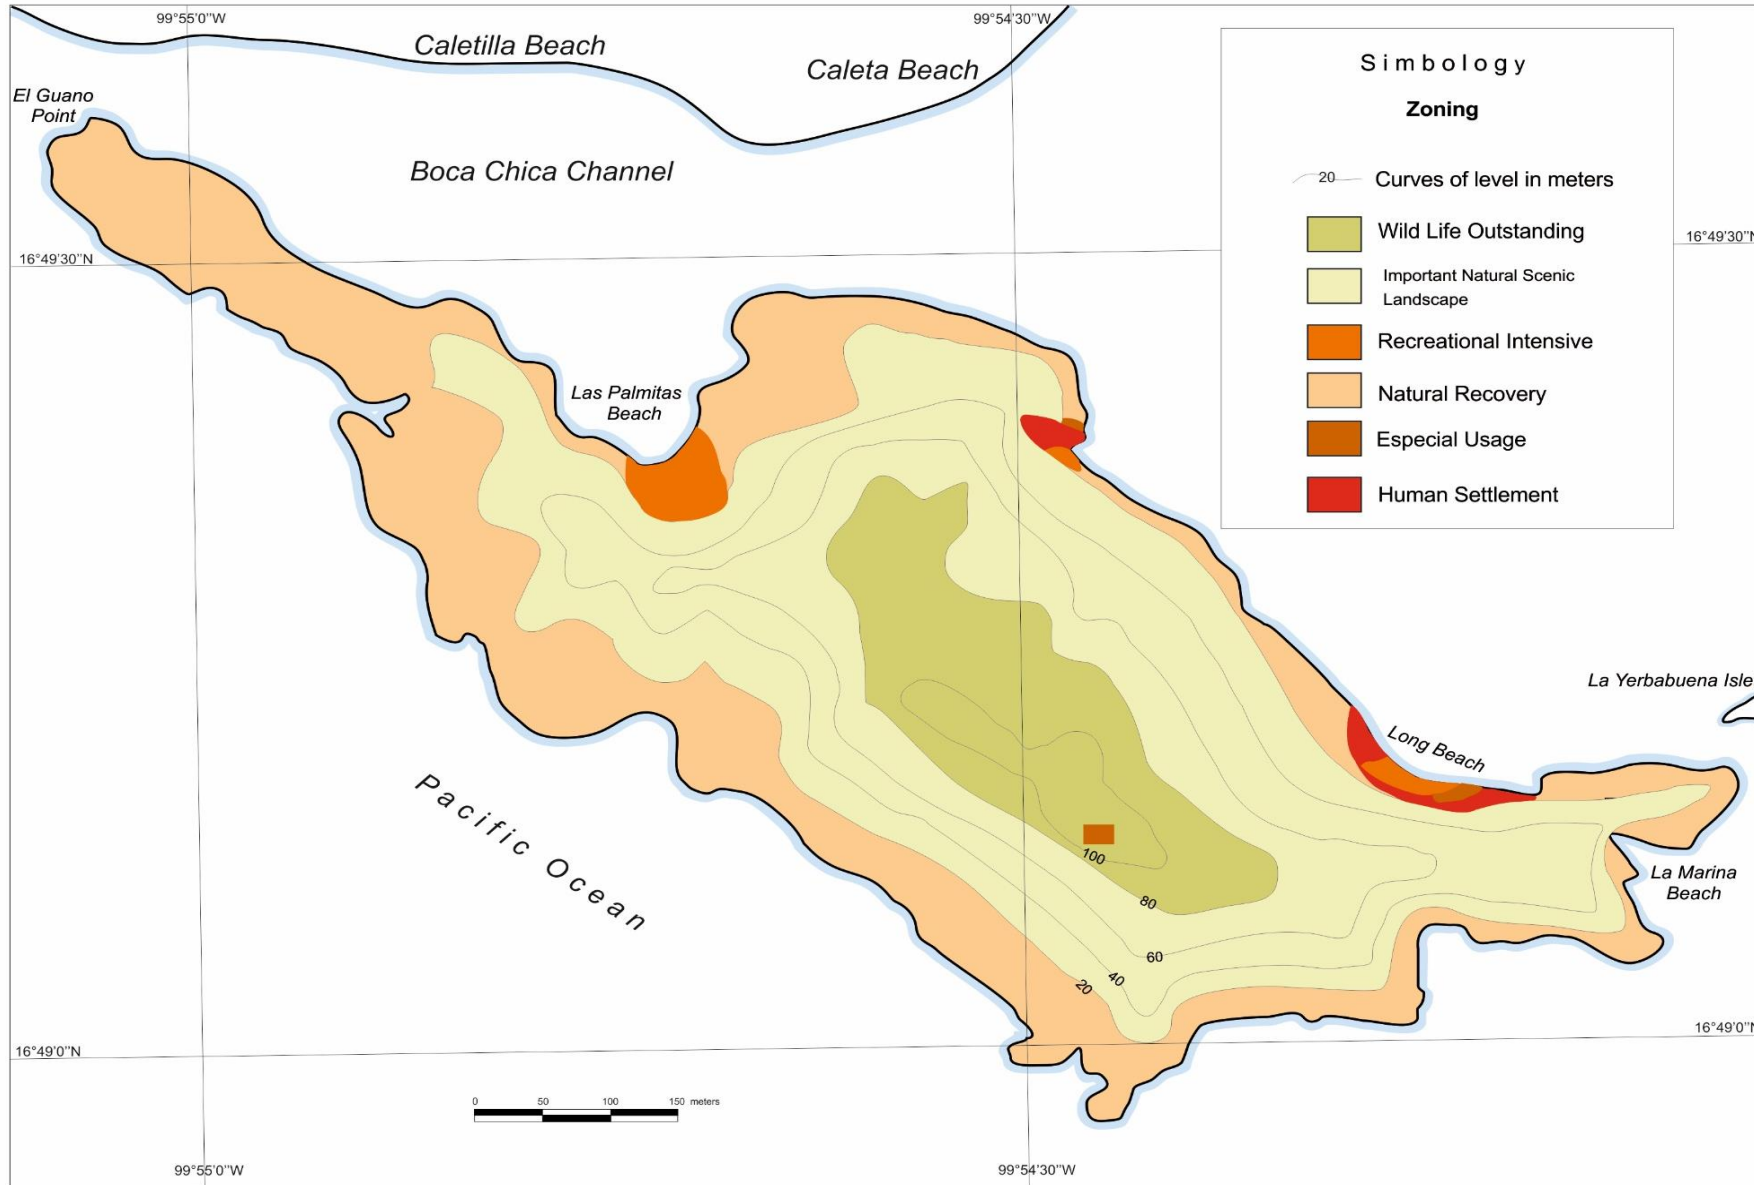 99°55'0"W
99°54'30"W
Caletilla Beach
Caleta Beach
El Guano
Point
Boca Chica Channel
16°49'30"N
16°49'30"N
Simbology
Zoning
20
Curves of level in meters
Wild Life Outstanding
Important Natural Scenic
Landscape
Recreational Intensive
Natural Recovery
Especial Usage
Human Settlement
Las Palmitas
Beach
La Yerbabuena Isle
Long Beach
La Marina
Beach
Pacific Ocean
100
80
60
40
20
16°49'0"N
16°49'0"N
0 50 100 150 meters
99°55'0"W
99°54'30"W